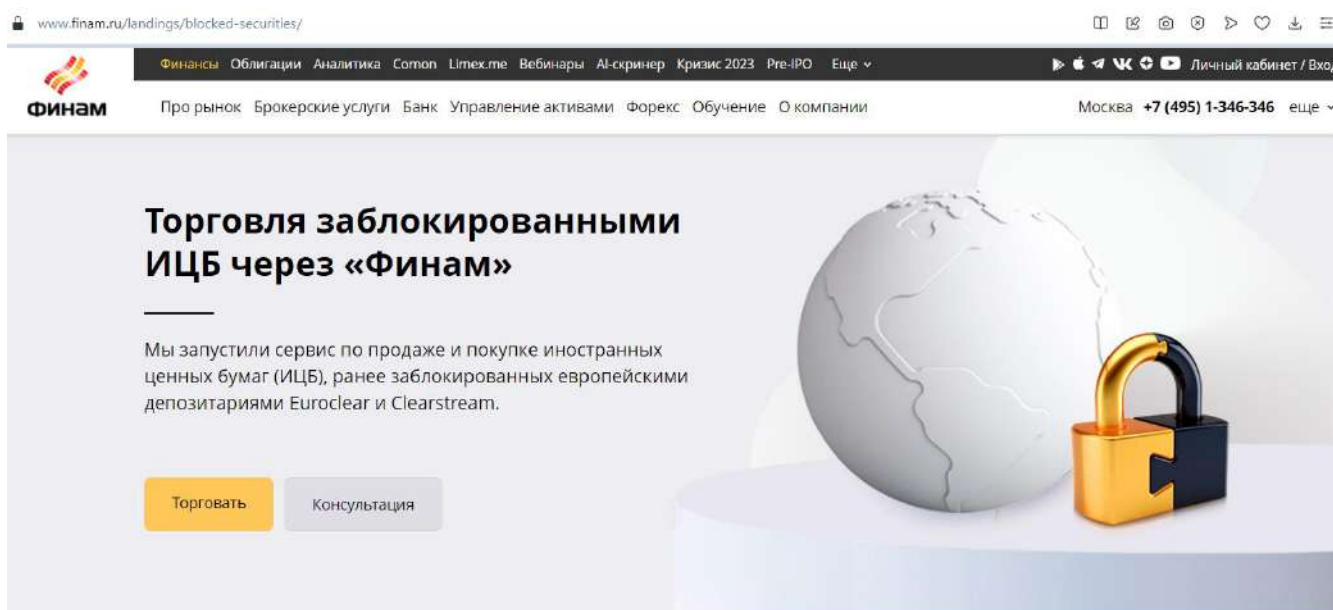 www.finam.ru/landings/blocked-securities/
Финансы Облигации Аналитика Comon Limex.me Вебинары AI-скринер Кризис 2023 Pre-IPO Еще
Личный кабинет / Вход
ФИНАМ
Про рынок Брокерские услуги Банк Управление активами Форекс Обучение О компании
Москва +7 (495) 1-346-346 еще
Торговля заблокированными
ИЦБ через «Финам»
Мы запустили сервис по продаже и покупке иностранных
ценных бумаг (ИЦБ), ранее заблокированных европейскими
депозитариями Euroclear и Clearstream.
Торговать
Консультация